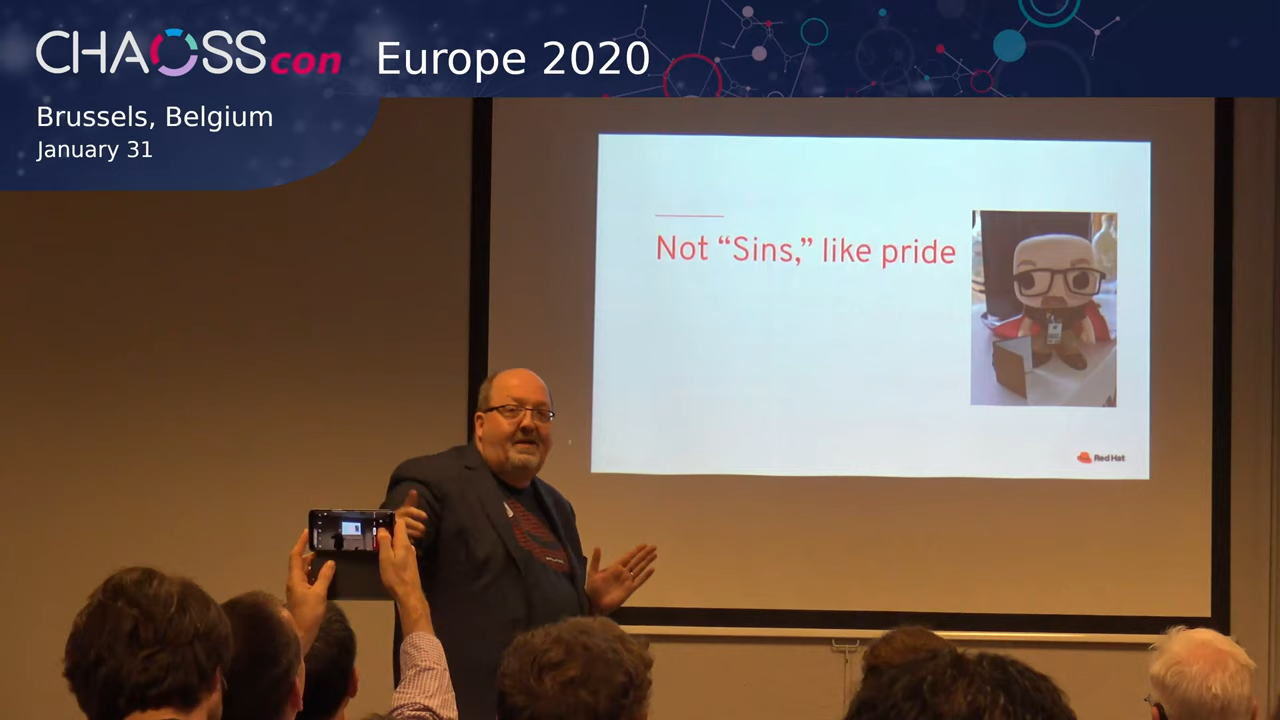 CHAOSScon Europe 2020
Brussels, Belgium
January 31
Not “Sins,” like pride
Red Hat